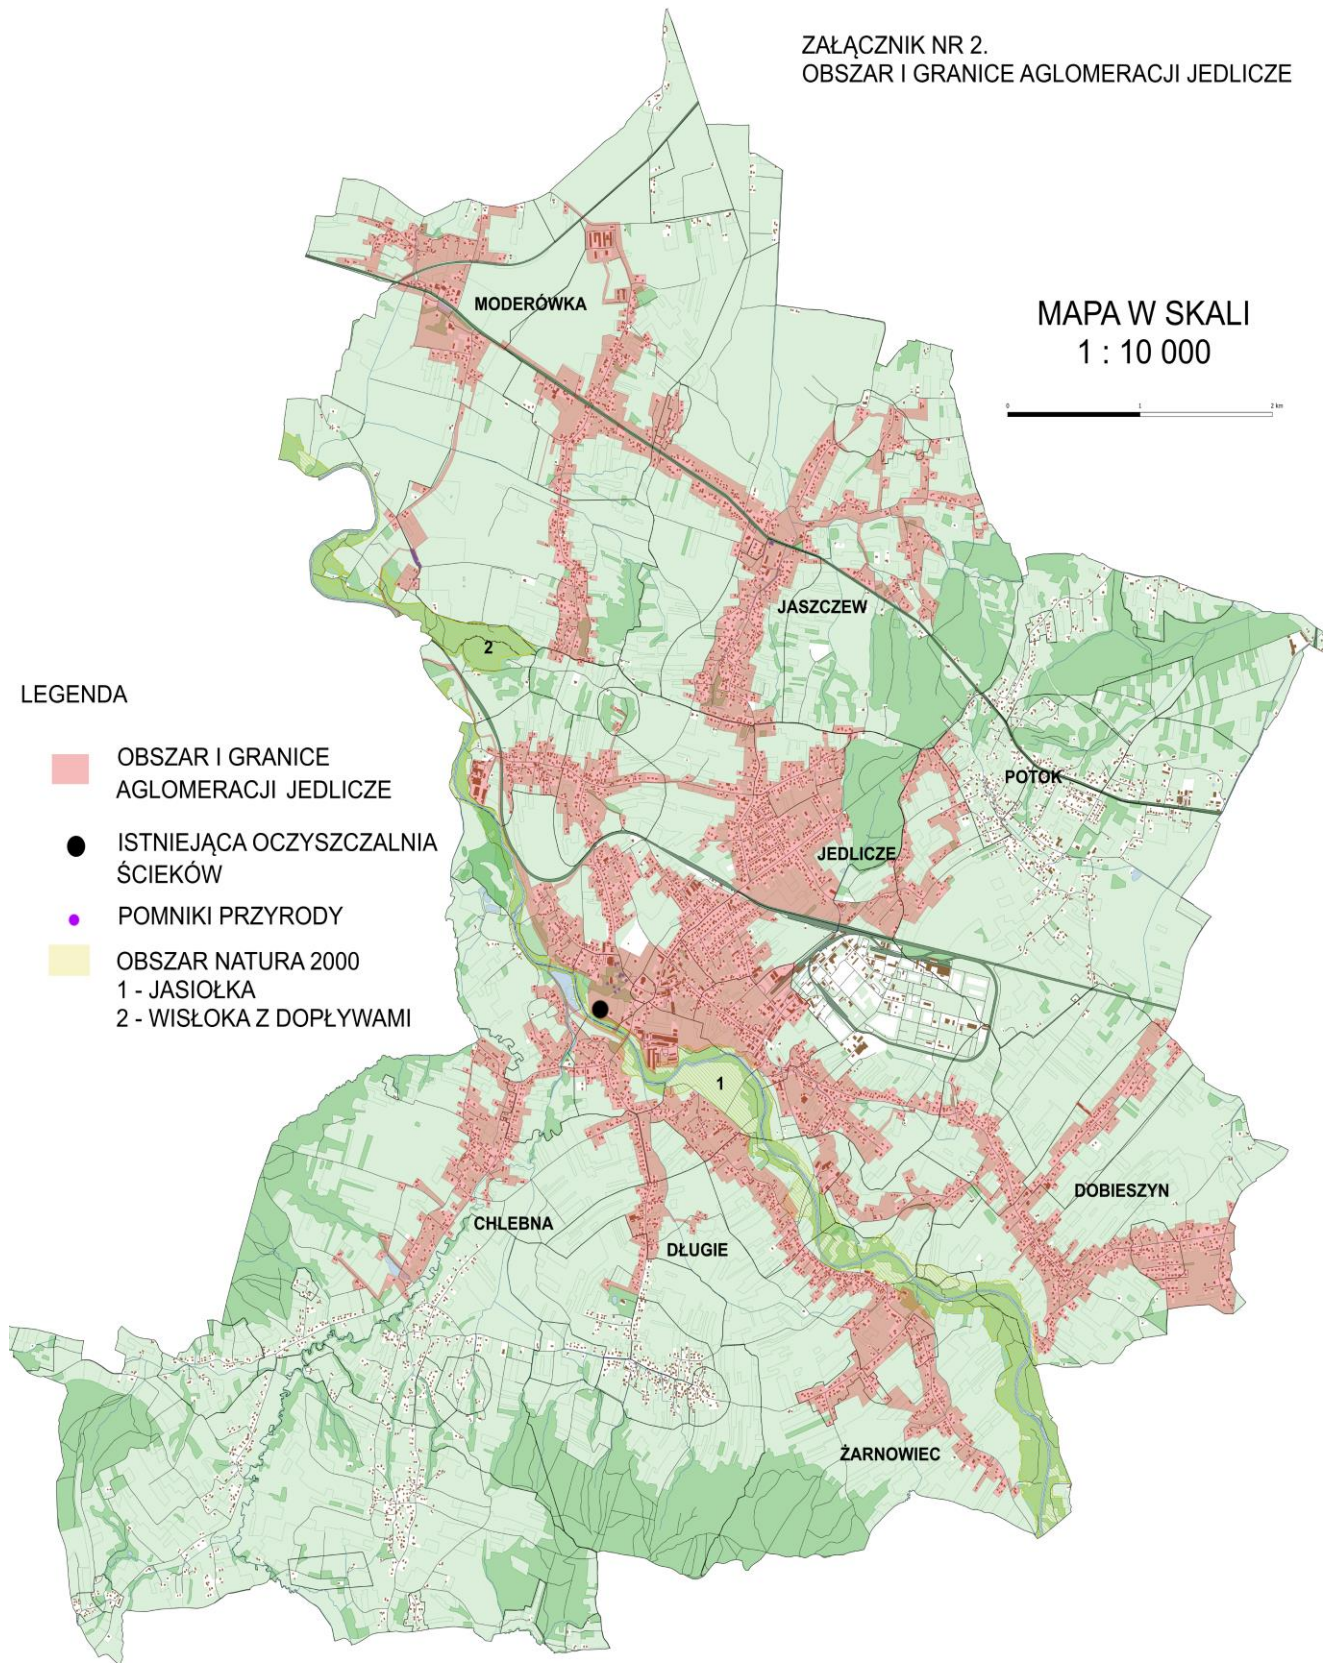 ZAŁĄCZNIK NR 2.
OBSZAR I GRANICE AGLOMERACJI JEDLICZE
MAPA W SKALI
1 : 10 000
0 1 2 km
MODERÓWKA
JASZCZEW
2
POTOK
JEDLICZE
1
DOBIESZYN
CHLEBNA
DŁUGIE
ŻARNOWIEC
LEGENDA
OBSZAR I GRANICE
AGLOMERACJI JEDLICZE
ISTNIEJĄCA OCZYSZCZALNIA
ŚCIEKÓW
POMNIKI PRZYRODY
OBSZAR NATURA 2000
1 - JASIOŁKA
2 - WISŁOKA Z DOPŁYWAMI